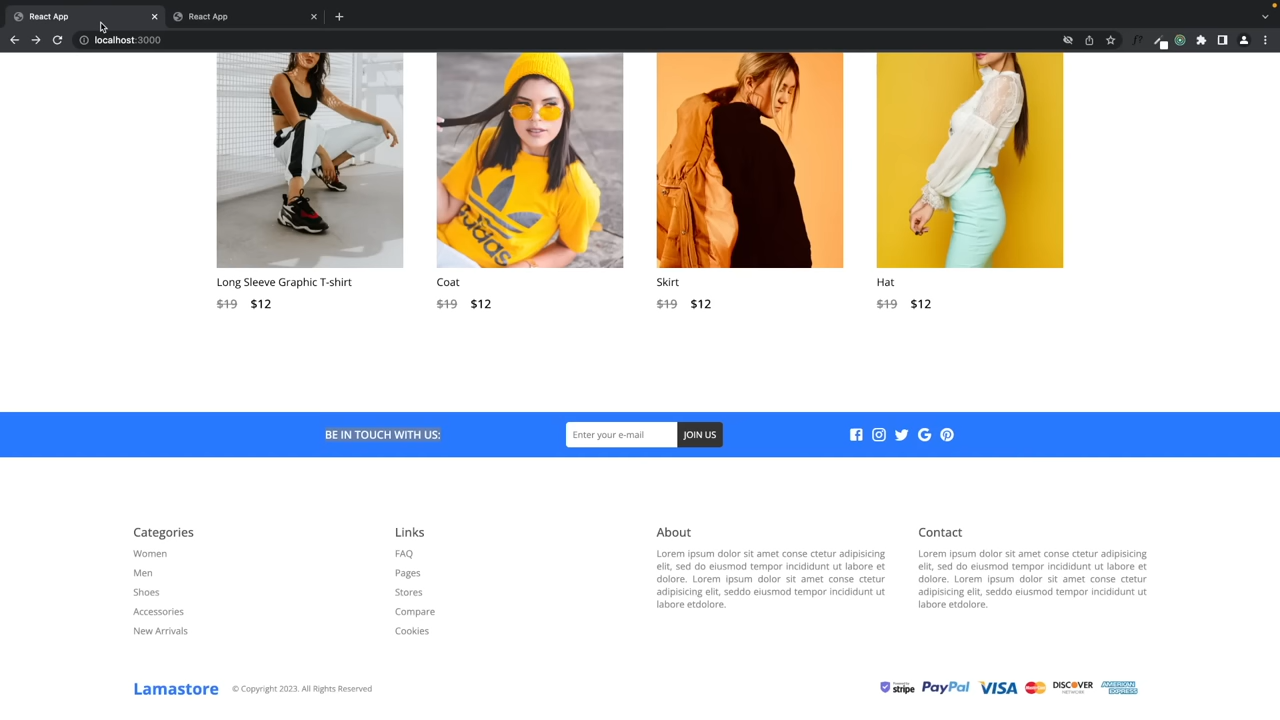 React App
React App
localhost:3000
f?
adidas
Long Sleeve Graphic T-shirt
$19 $12
Coat
$19 $12
Skirt
$19 $12
Hat
$19 $12
BE IN TOUCH WITH US:
Enter your e-mail
JOIN US
Categories
Women
Men
Shoes
Accessories
New Arrivals
Links
FAQ
Pages
Stores
Compare
Cookies
About
Lorem ipsum dolor sit amet conse ctetur adipisicing
elit, sed do eiusmod tempor incididunt ut labore et
dolore. Lorem ipsum dolor sit amet conse ctetur
adipisicing elit, seddo eiusmod tempor incididunt ut
labore etdolore.
Contact
Lorem ipsum dolor sit amet conse ctetur adipisicing
elit, sed do eiusmod tempor incididunt ut labore et
dolore. Lorem ipsum dolor sit amet conse ctetur
adipisicing elit, seddo eiusmod tempor incididunt ut
labore etdolore.
Lamastore
© Copyright 2023. All Rights Reserved
Powered by
stripe
PayPal
VISA
MasterCard
DISCOVER
NETWORK
AMERICAN
EXPRESS